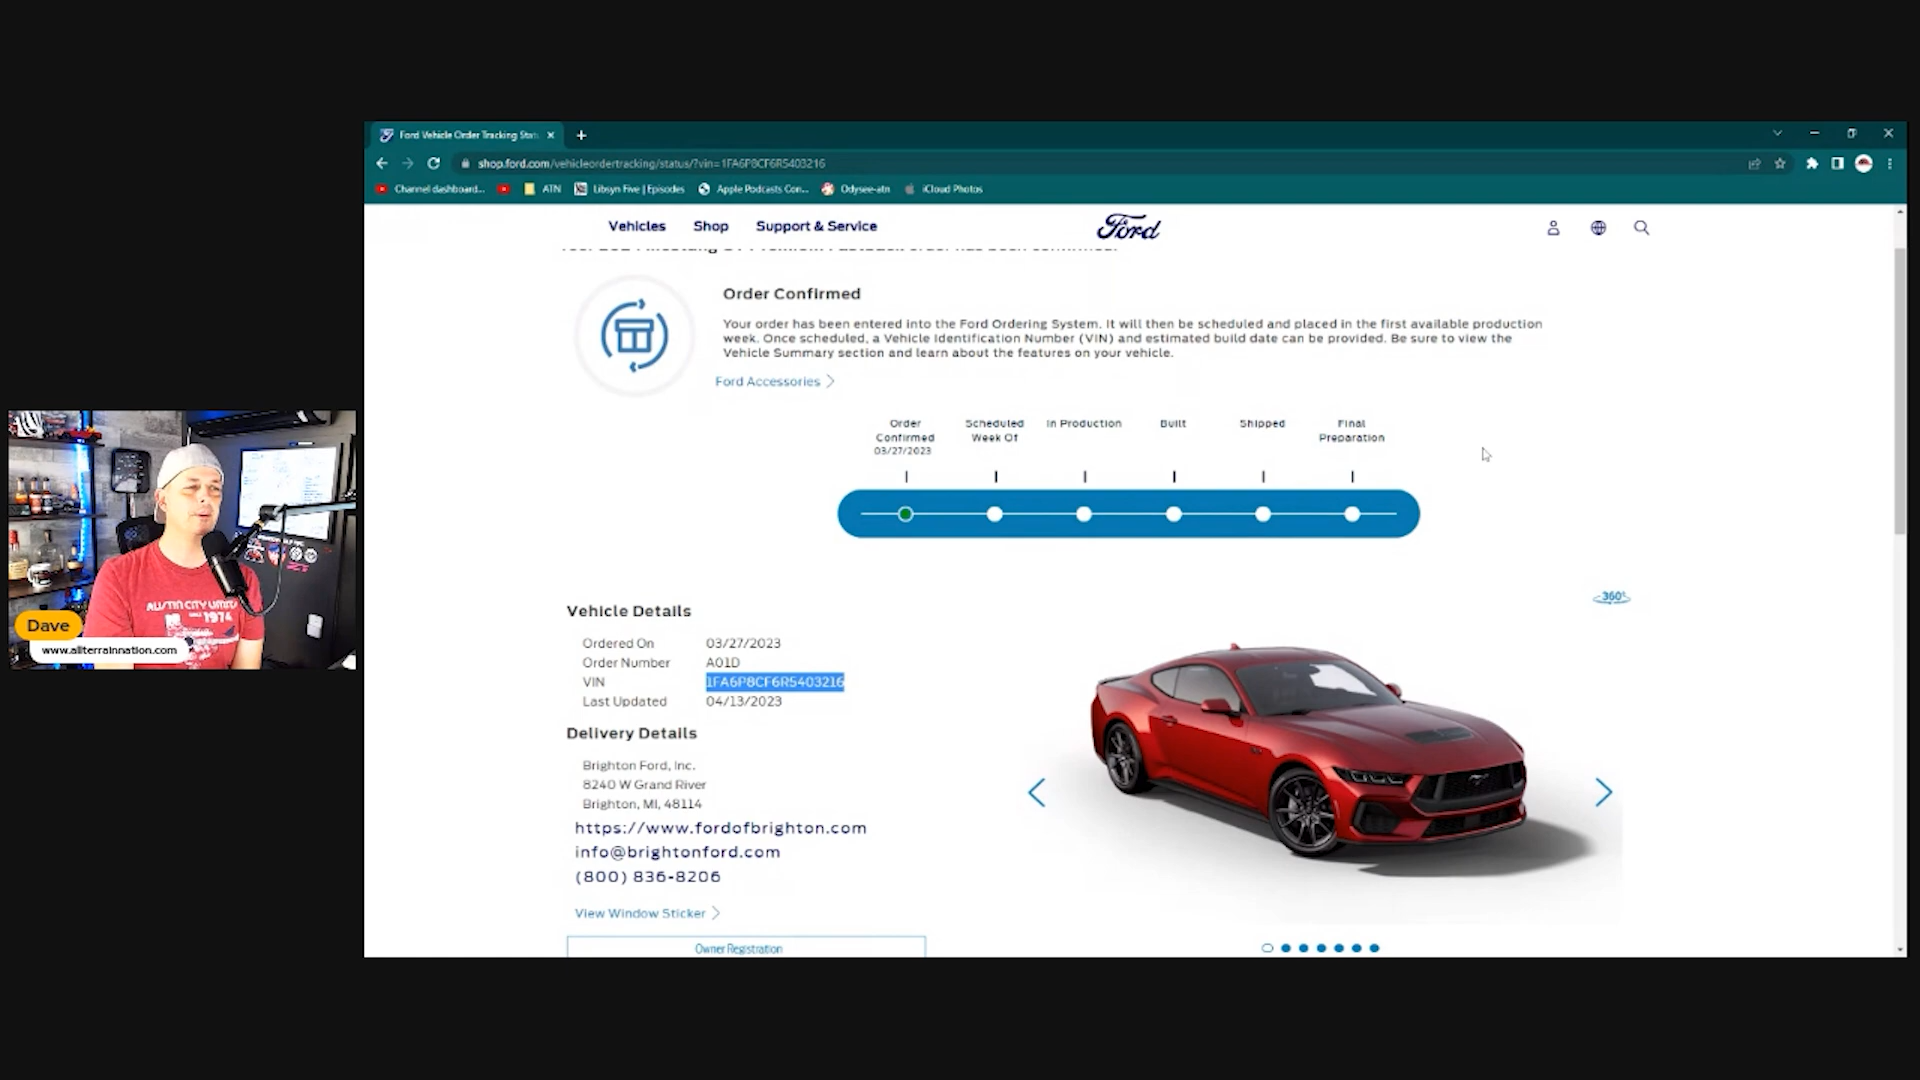 Ford Vehicle Order Tracking Stat
shop.ford.com/vehicleordertracking/status/?vin=1FA6P8CF6R5403216
Channel dashboard...
ATN
Libsyn Five | Episodes
Apple Podcasts Con...
Odysee-atn
iCloud Photos
Vehicles
Shop
Support & Service
Ford
Order Confirmed
Your order has been entered into the Ford Ordering System. It will then be scheduled and placed in the first available production
week. Once scheduled, a Vehicle Identification Number (VIN) and estimated build date can be provided. Be sure to view the
Vehicle Summary section and learn about the features on your vehicle.
Ford Accessories
Order
Confirmed
03/27/2023
Scheduled
Week Of
In Production
Built
Shipped
Final
Preparation
Vehicle Details
Ordered On 03/27/2023
Order Number A01D
VIN 1FA6P8CF6R5403216
Last Updated 04/13/2023
360°
Delivery Details
Brighton Ford, Inc.
8240 W Grand River
Brighton, MI, 48114
https://www.fordofbrighton.com
info@brightonford.com
(800) 836-8206
View Window Sticker
Owner Registration
AUSTIN CITY LIMITS
1974
Dave
www.allterrainnation.com